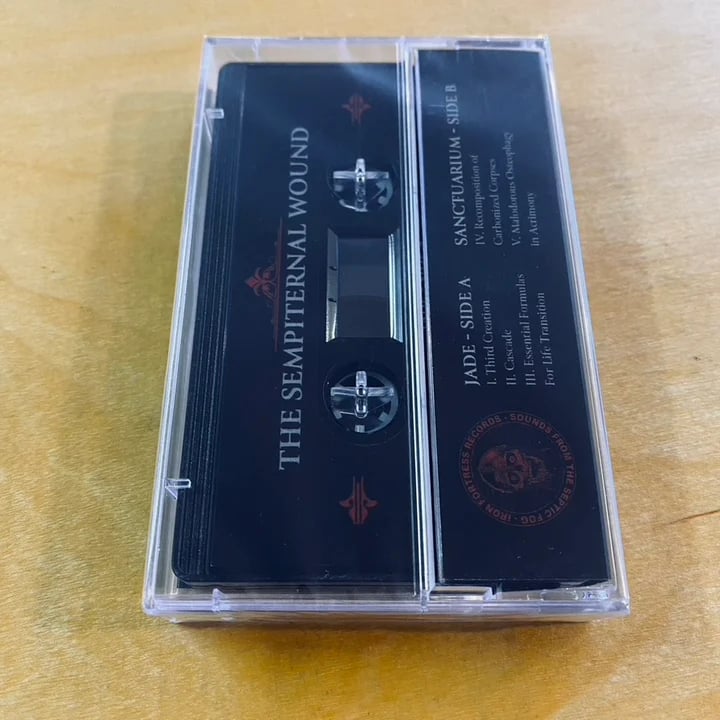 THE SEMPITERNAL WOUND
JADE - SIDE A
I. Third Creation
II. Cascade
III. Essential Formulas
For Life Transition
SANCTUARIUM - SIDE B
IV. Recomposition of
Carbonized Corpses
V. Malodorous Osteophagy
in Acrimony
IRON FORTRESS RECORDS - SOUNDS FROM THE SEPTIC FOG -